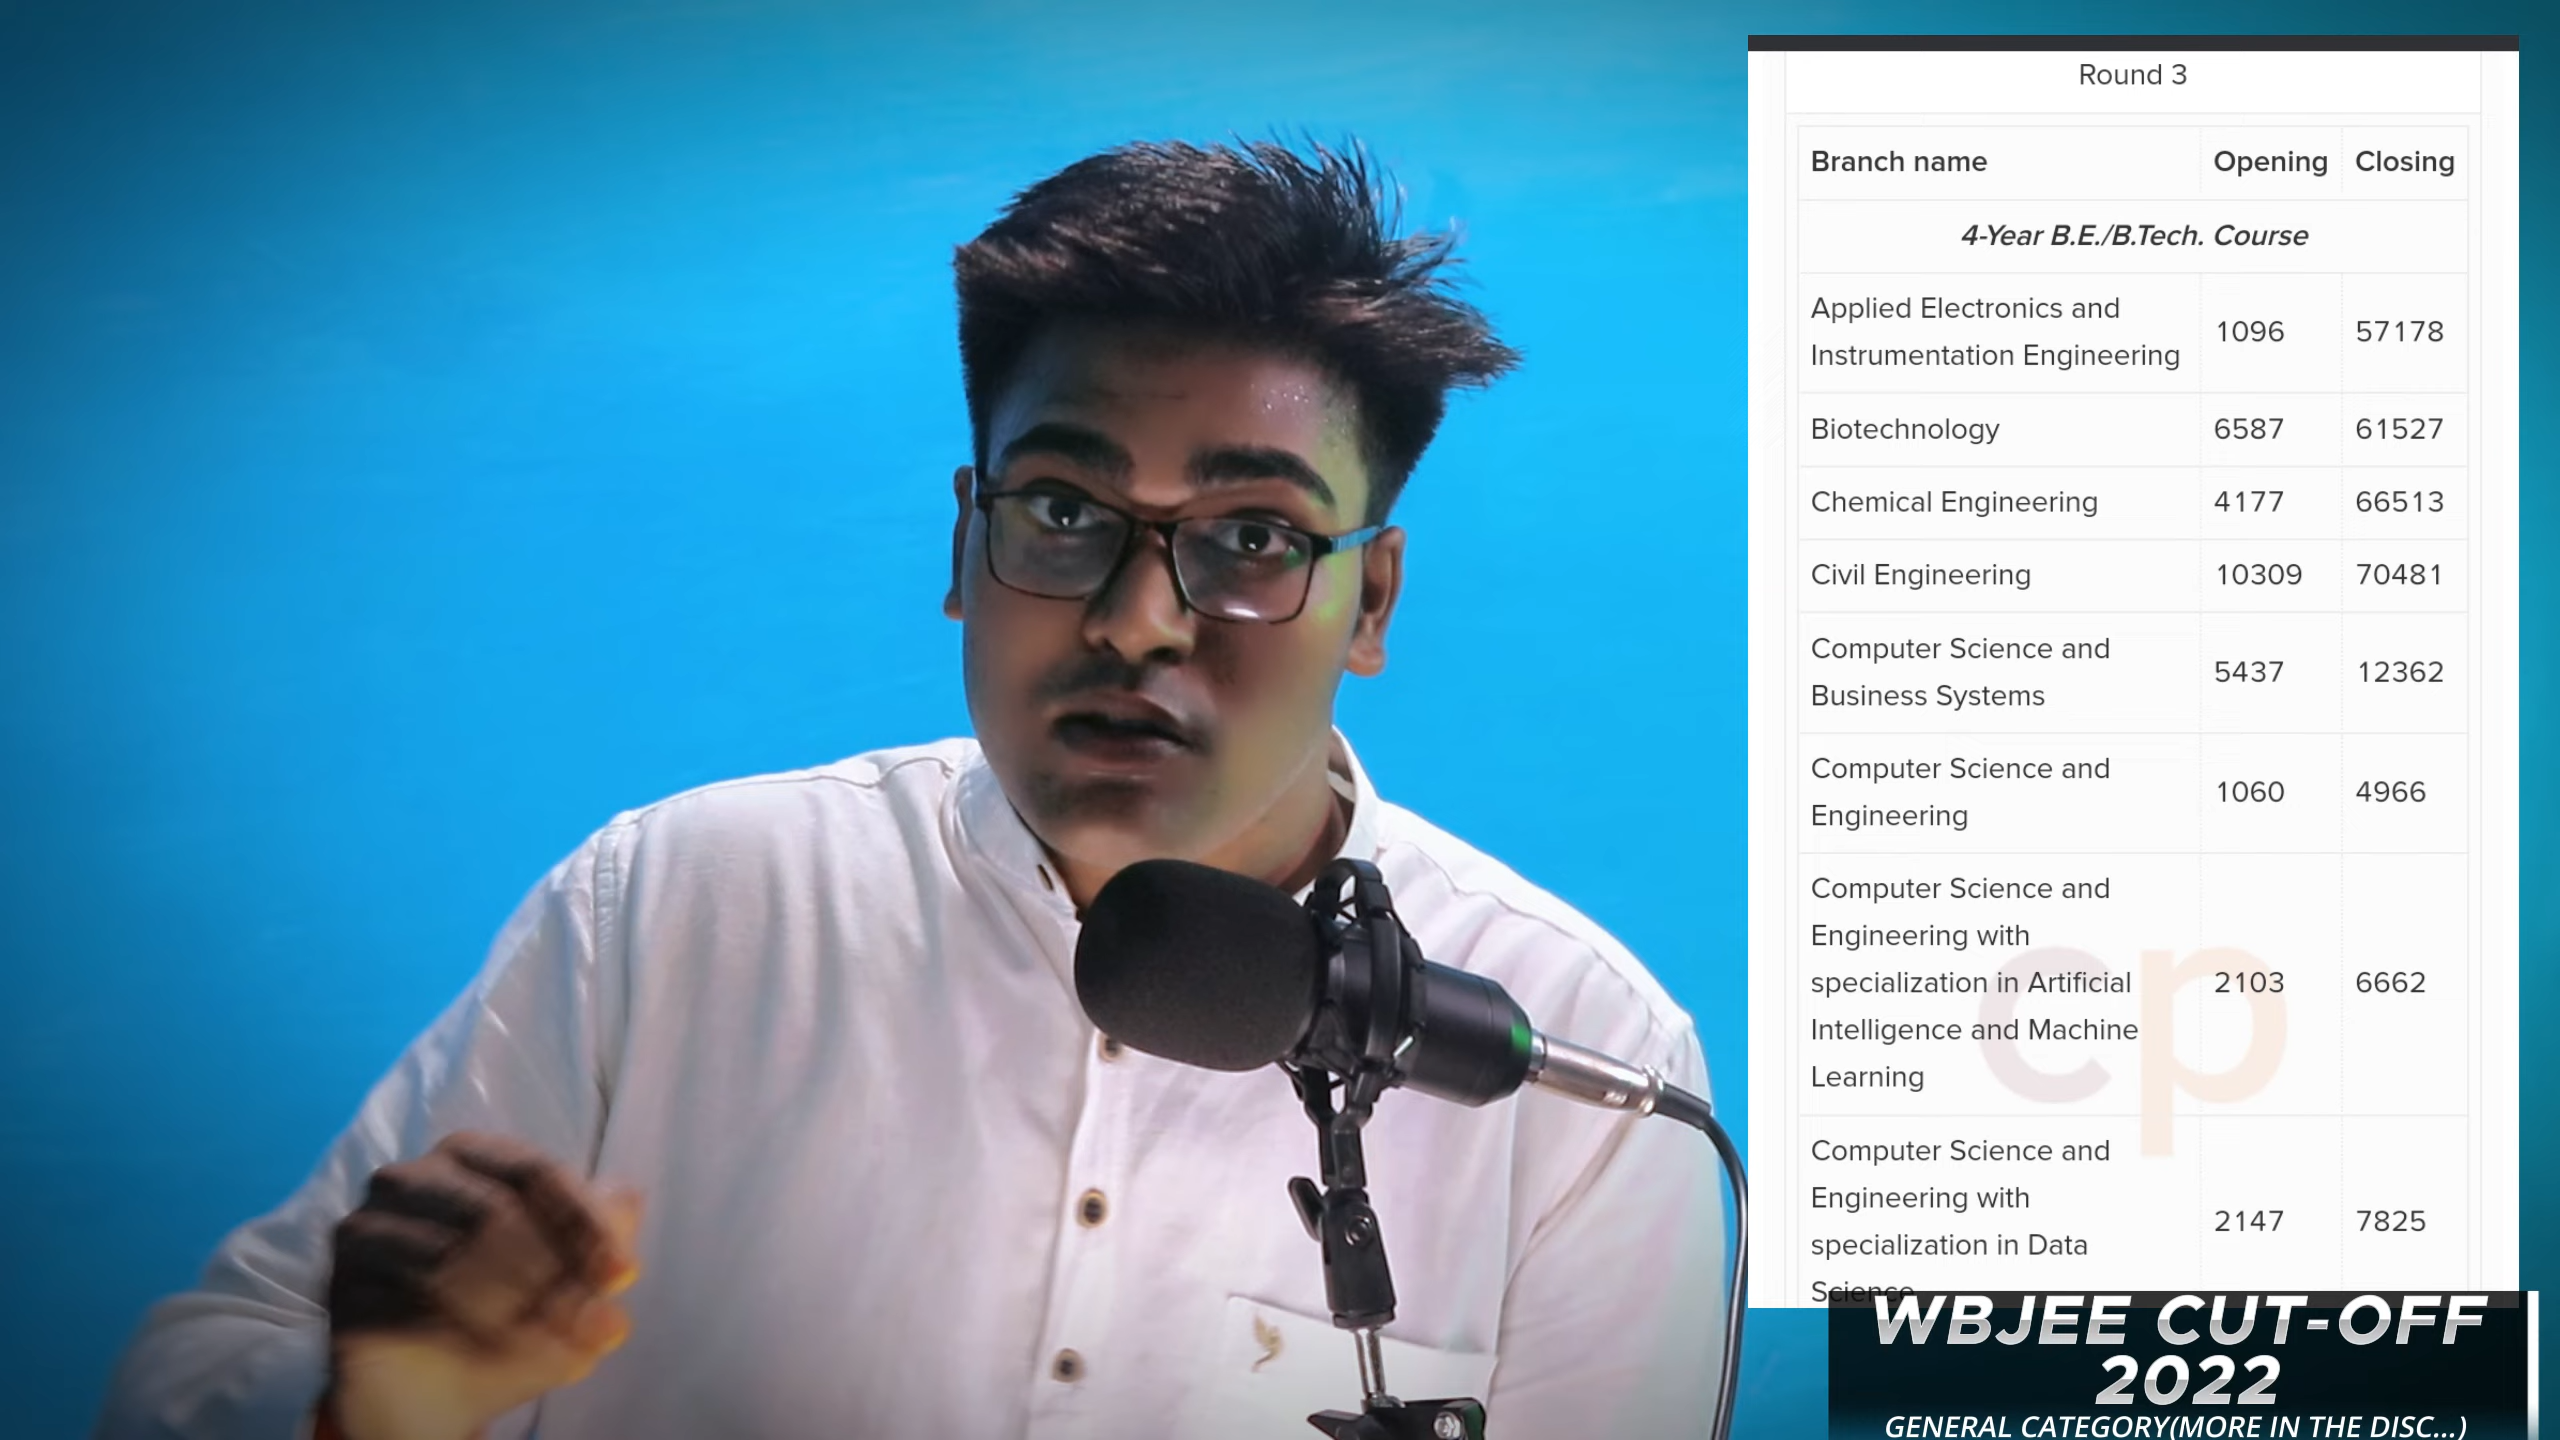 Round 3
Branch name Opening Closing
4-Year B.E./B.Tech. Course
Applied Electronics and
Instrumentation Engineering 1096 57178
Biotechnology 6587 61527
Chemical Engineering 4177 66513
Civil Engineering 10309 70481
Computer Science and
Business Systems 5437 12362
Computer Science and
Engineering 1060 4966
Computer Science and
Engineering with
specialization in Artificial 2103 6662
Intelligence and Machine
Learning
Computer Science and
Engineering with
specialization in Data 2147 7825
Science
cp
WBJEE CUT-OFF
2022
GENERAL CATEGORY(MORE IN THE DISC...)